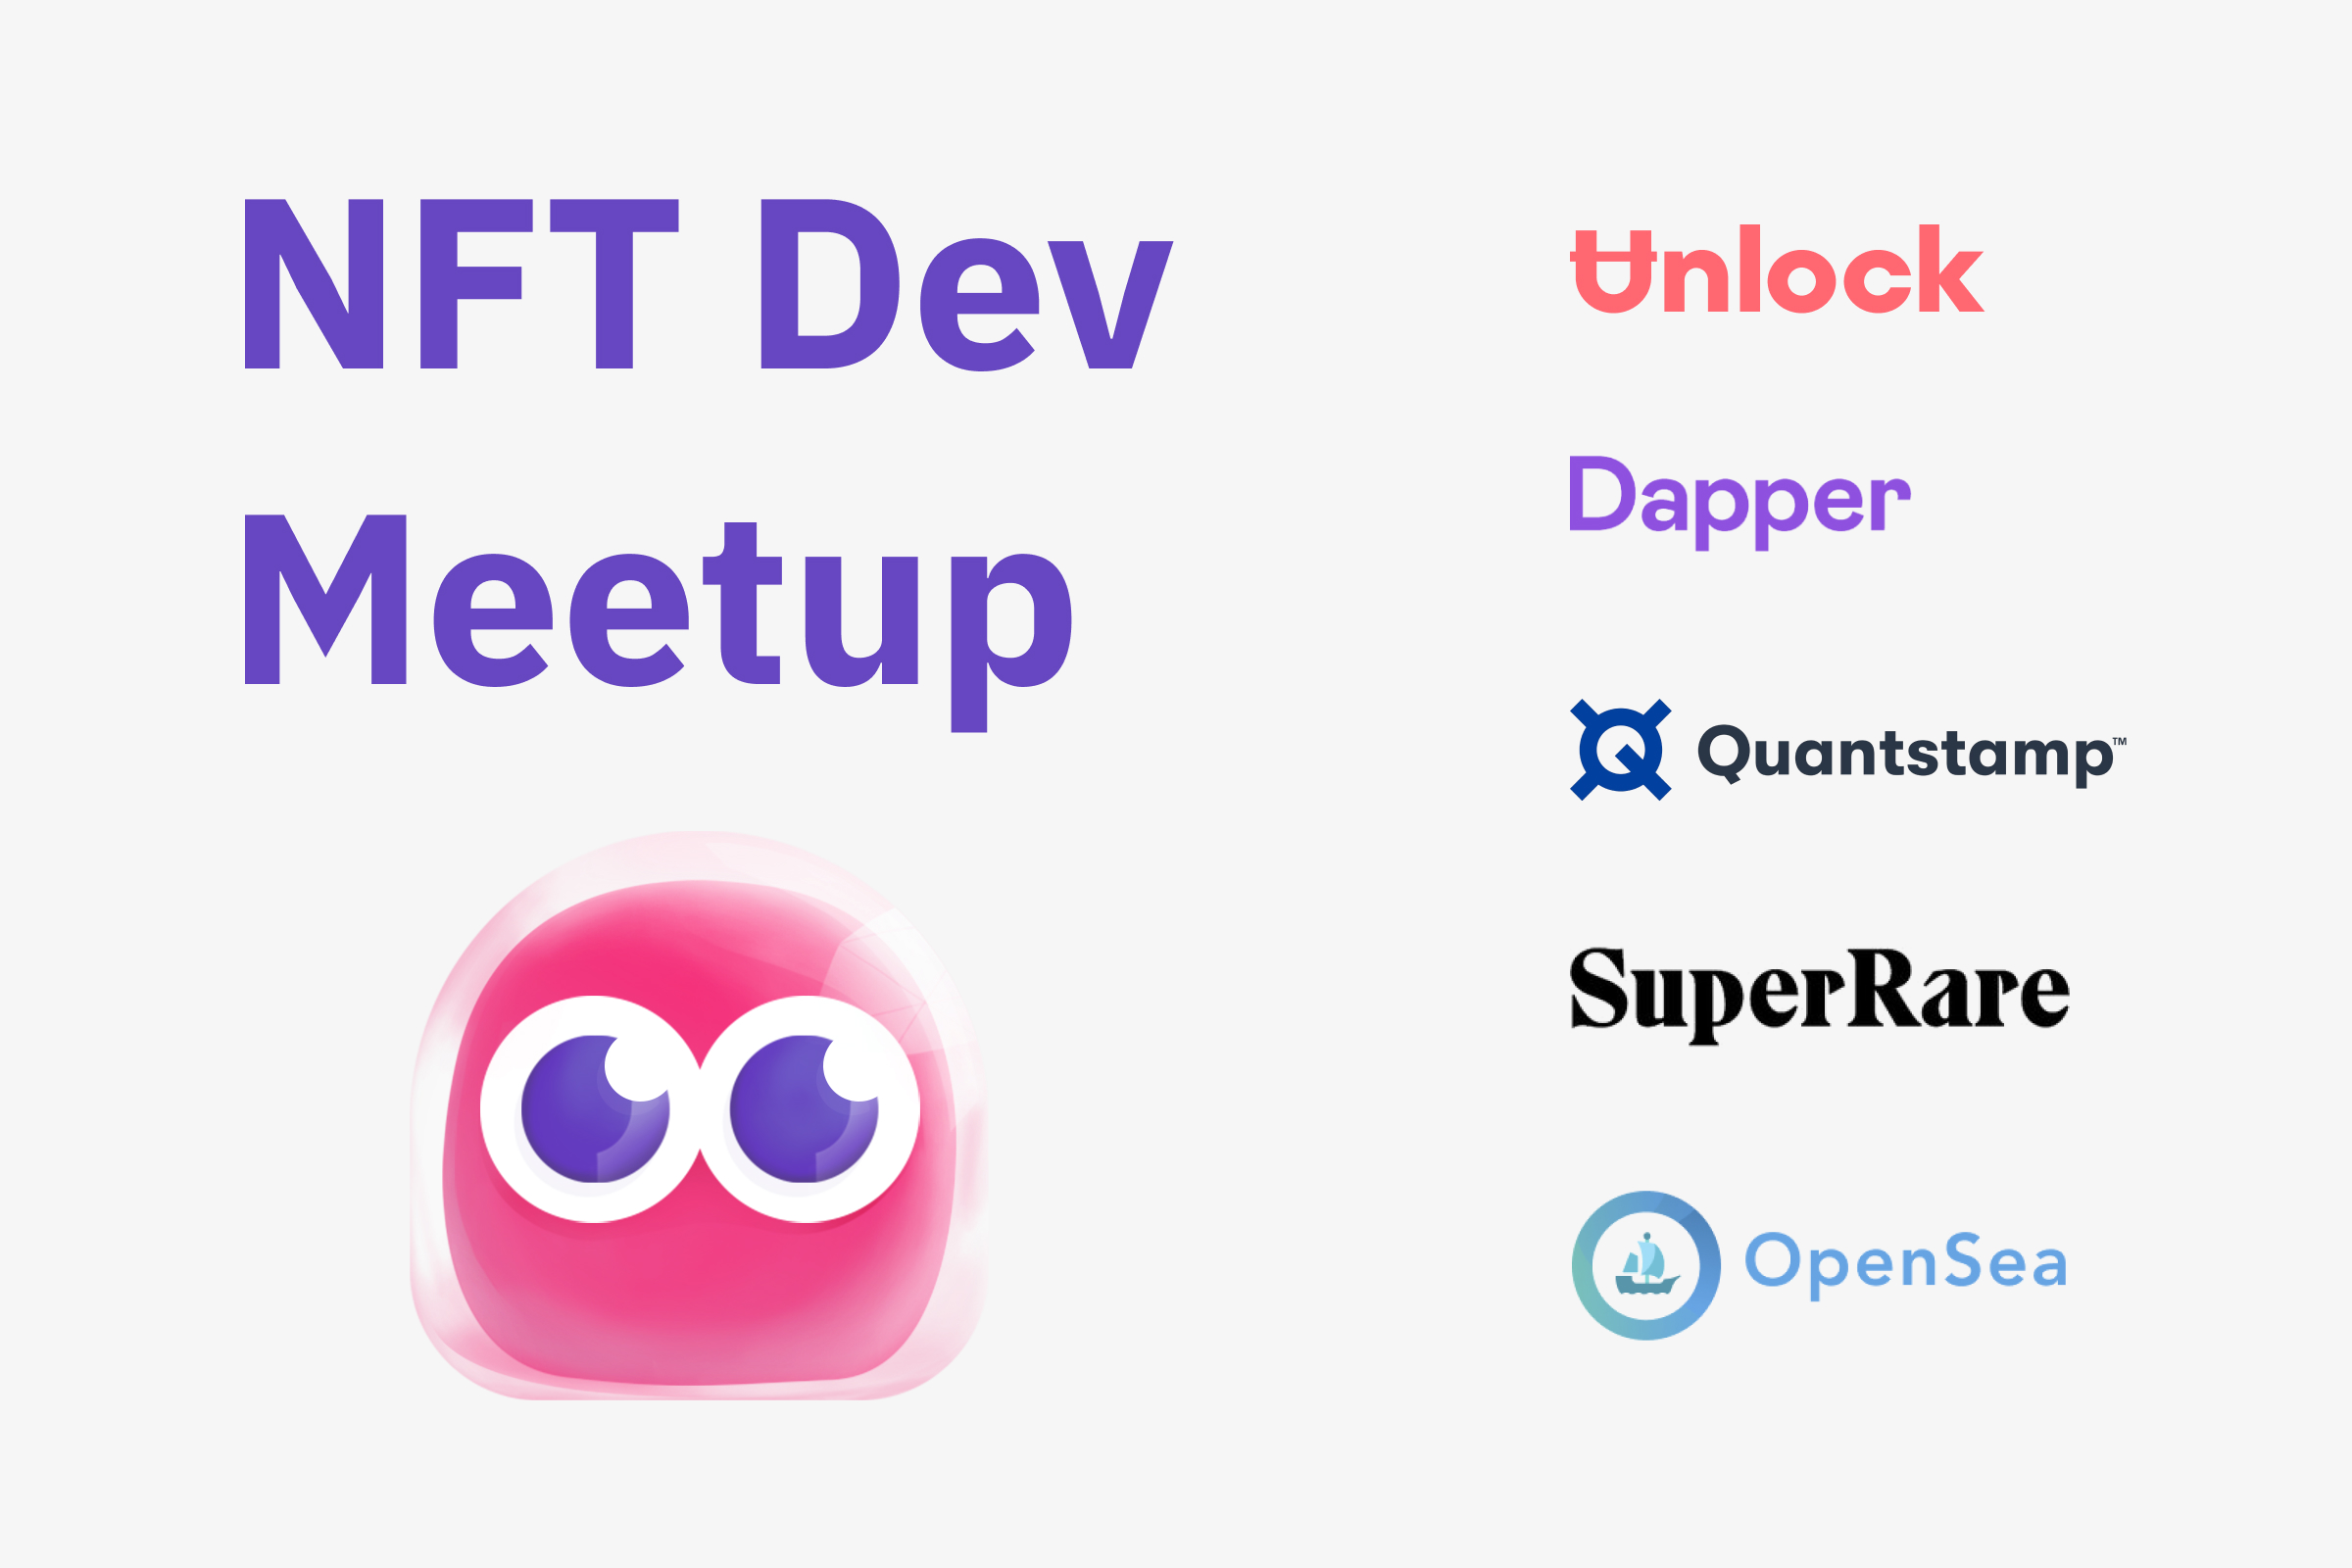 NFT Dev
Meetup
Unlock
Dapper
Quantstamp™
SuperRare
OpenSea